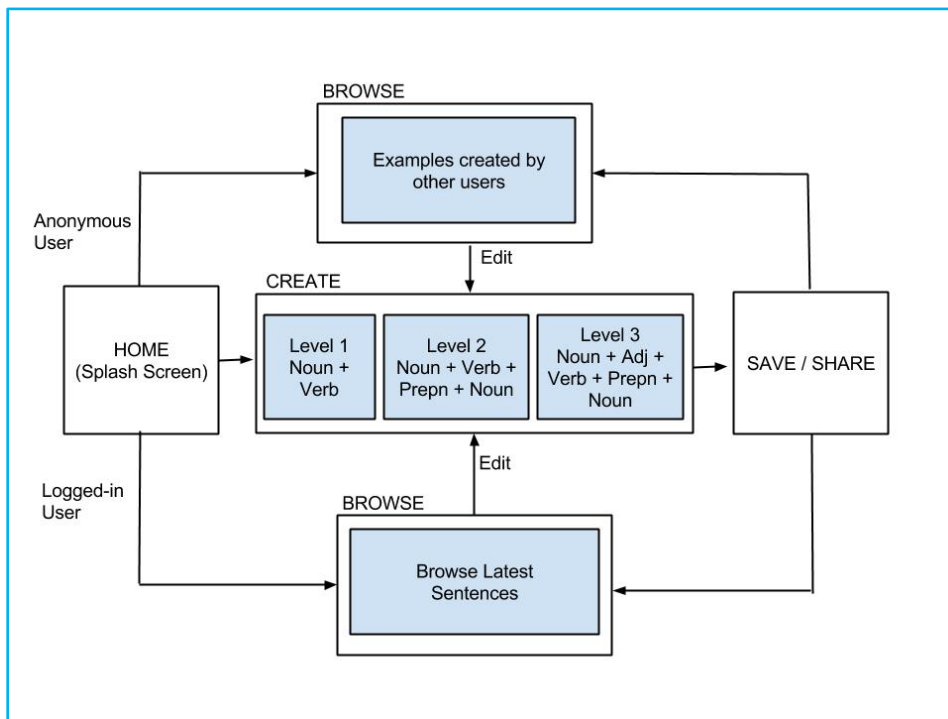 BROWSE
Examples created by
other users
Anonymous
User
Edit
CREATE
HOME
(Splash Screen)
Level 1
Noun +
Verb
Level 2
Noun + Verb +
Prepn + Noun
Level 3
Noun + Adj +
Verb + Prepn +
Noun
SAVE / SHARE
Logged-in
User
Edit
BROWSE
Browse Latest
Sentences